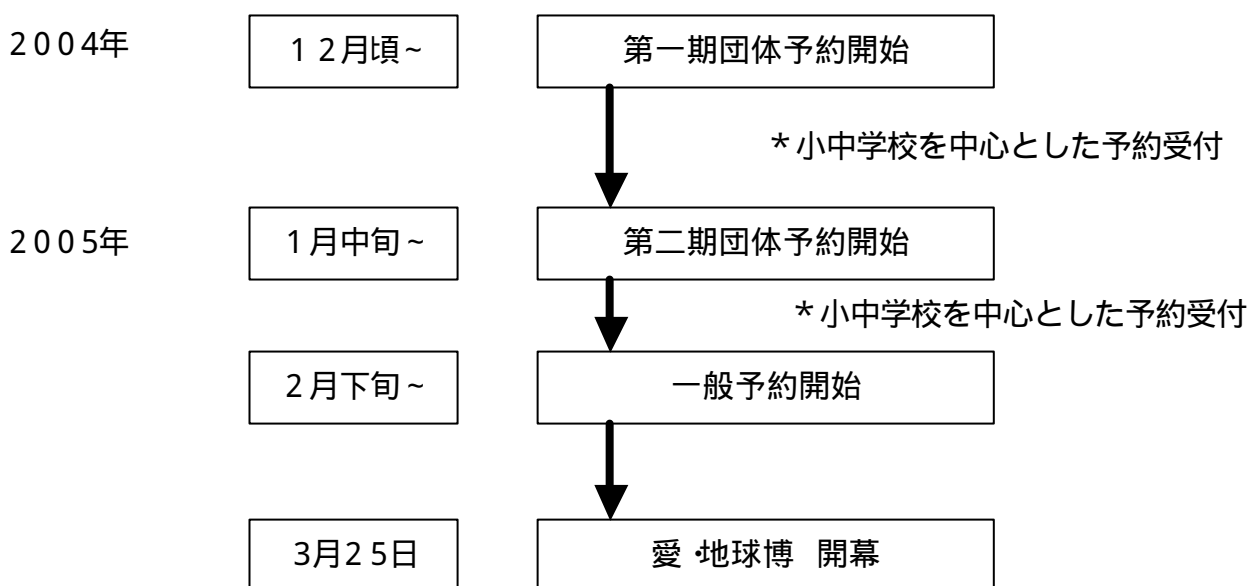 ２００４年 １２月頃～ 第一期団体予約開始
＊小中学校を中心とした予約受付
２００５年 １月中旬～ 第二期団体予約開始
＊小中学校を中心とした予約受付
２月下旬～ 一般予約開始
３月２５日 愛・地球博 開幕